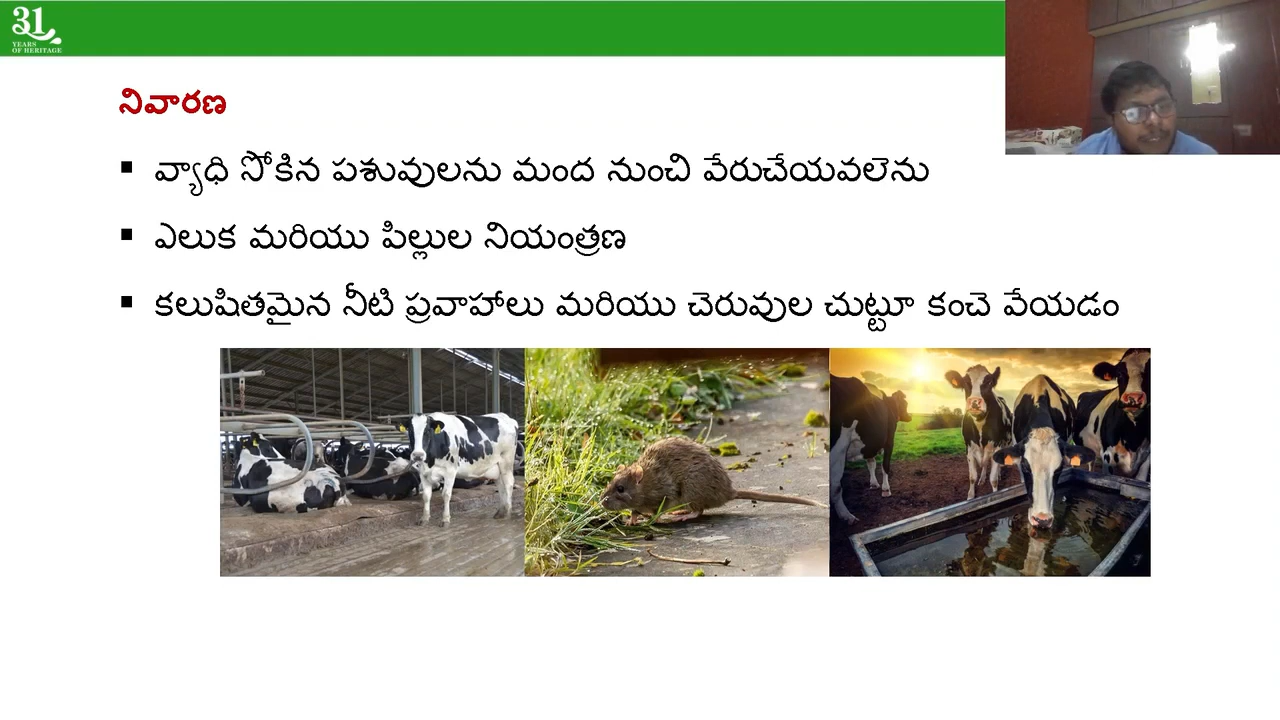 31
YEARS
OF HERITAGE
నివారణ
▪ వ్యాధి సోకిన పశువులను మంద నుంచి వేరుచేయవలెను
▪ ఎలుక మరియు పిల్లుల నియంత్రణ
▪ కలుషితమైన నీటి ప్రవాహాలు మరియు చెరువుల చుట్టూ కంచె వేయడం